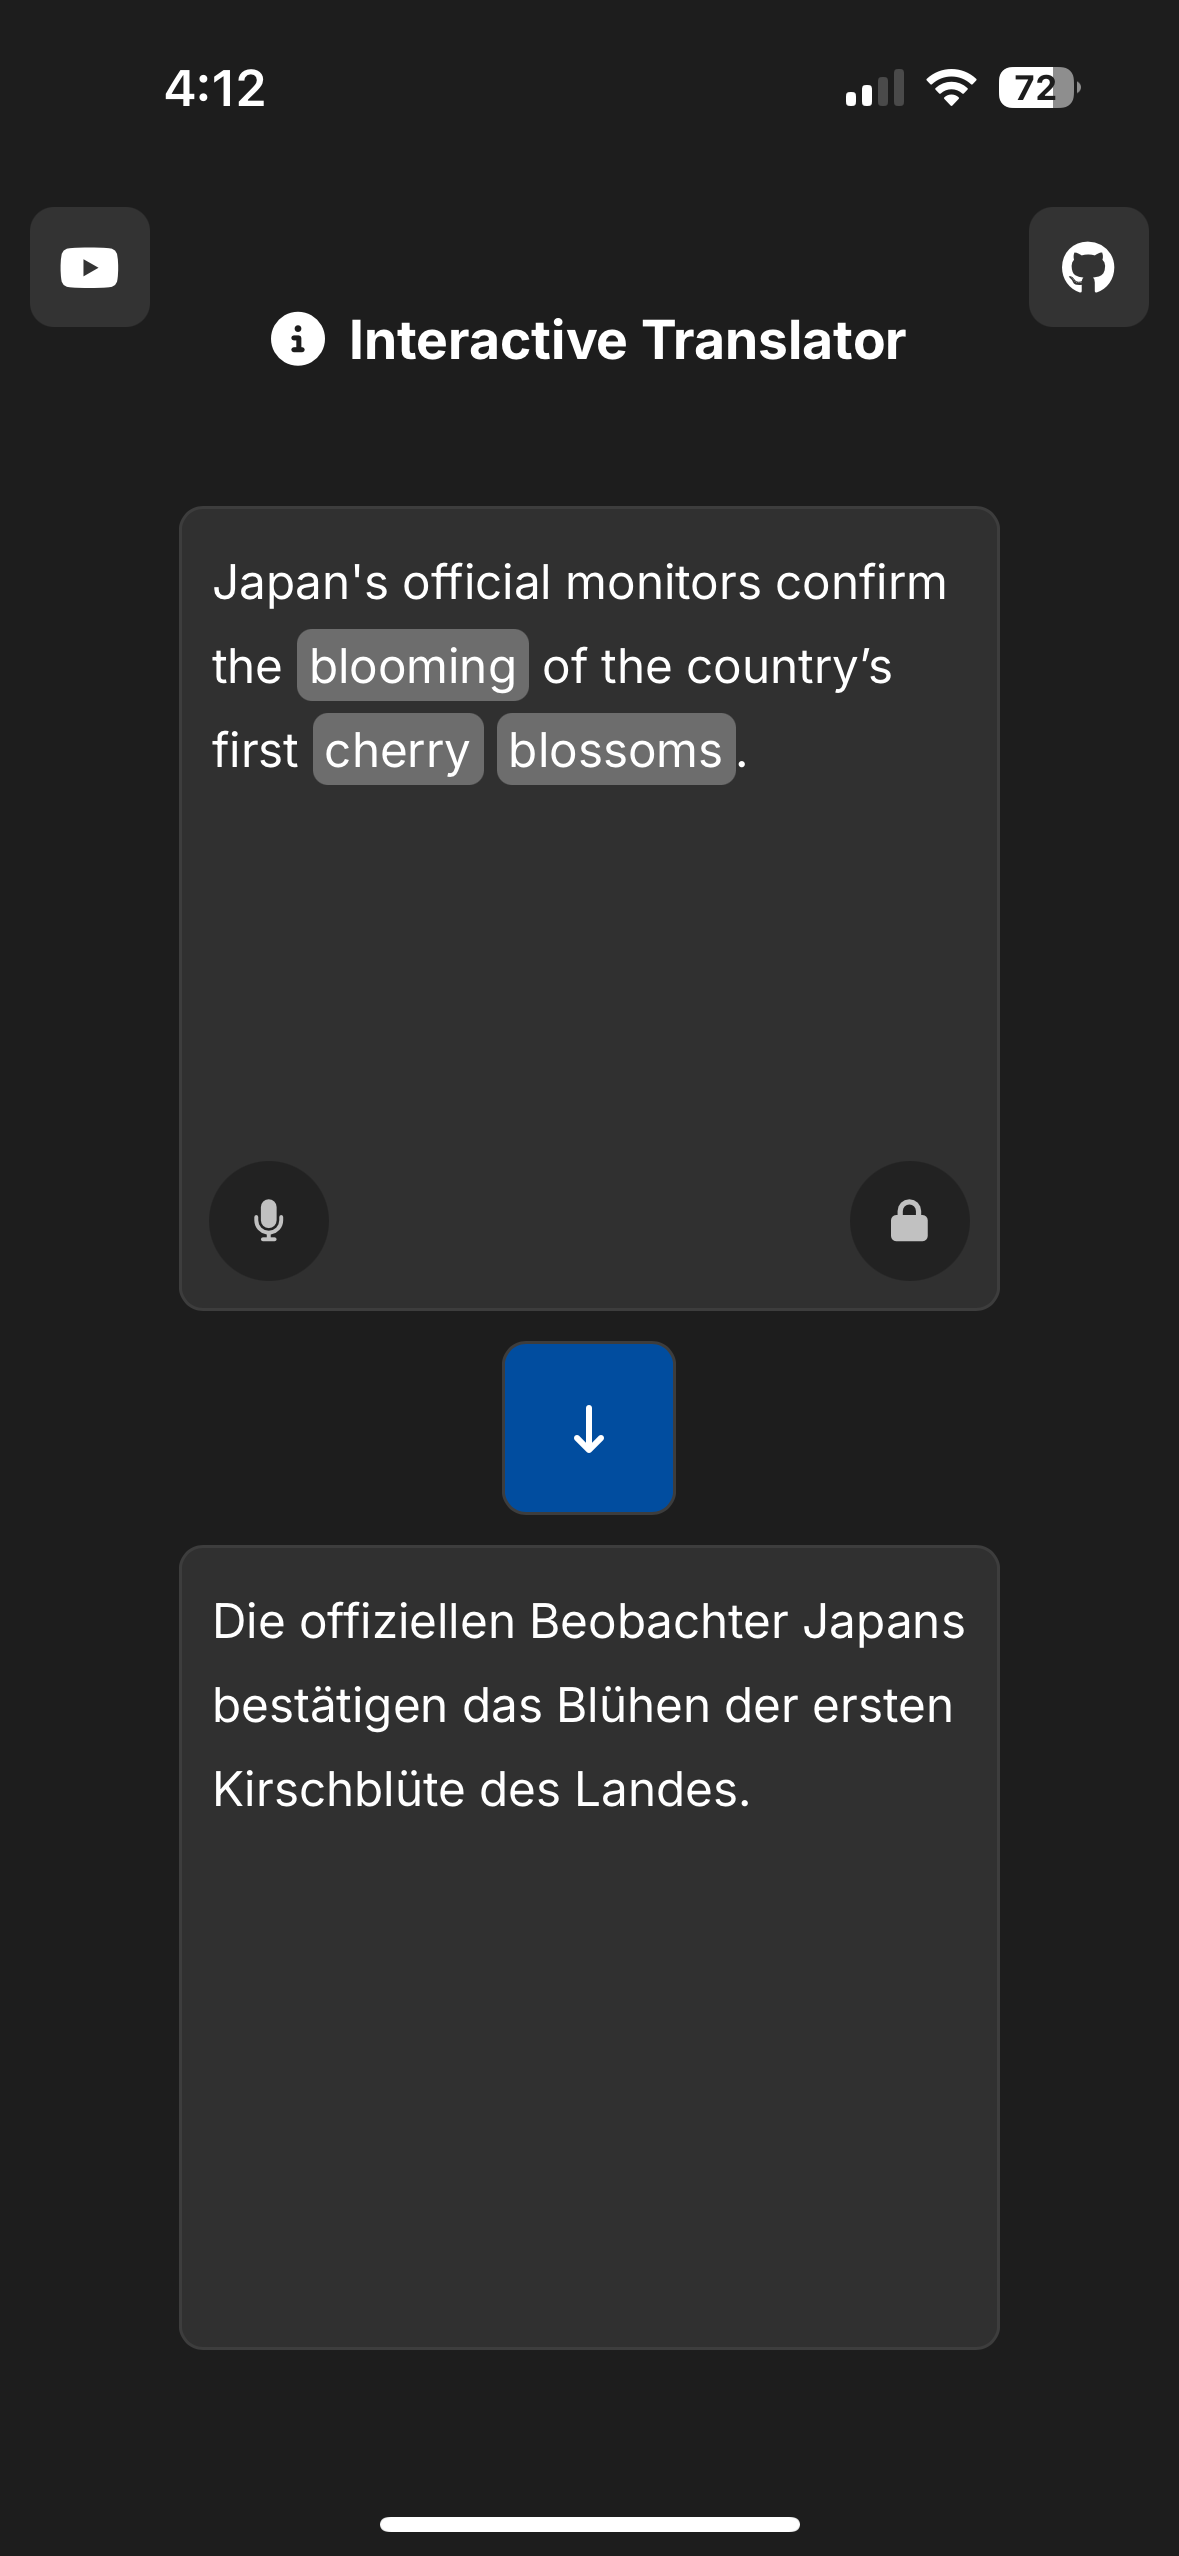 4:12
72
Interactive Translator
Japan's official monitors confirm
the blooming of the country’s
first cherry blossoms.
Die offiziellen Beobachter Japans
bestätigen das Blühen der ersten
Kirschblüte des Landes.